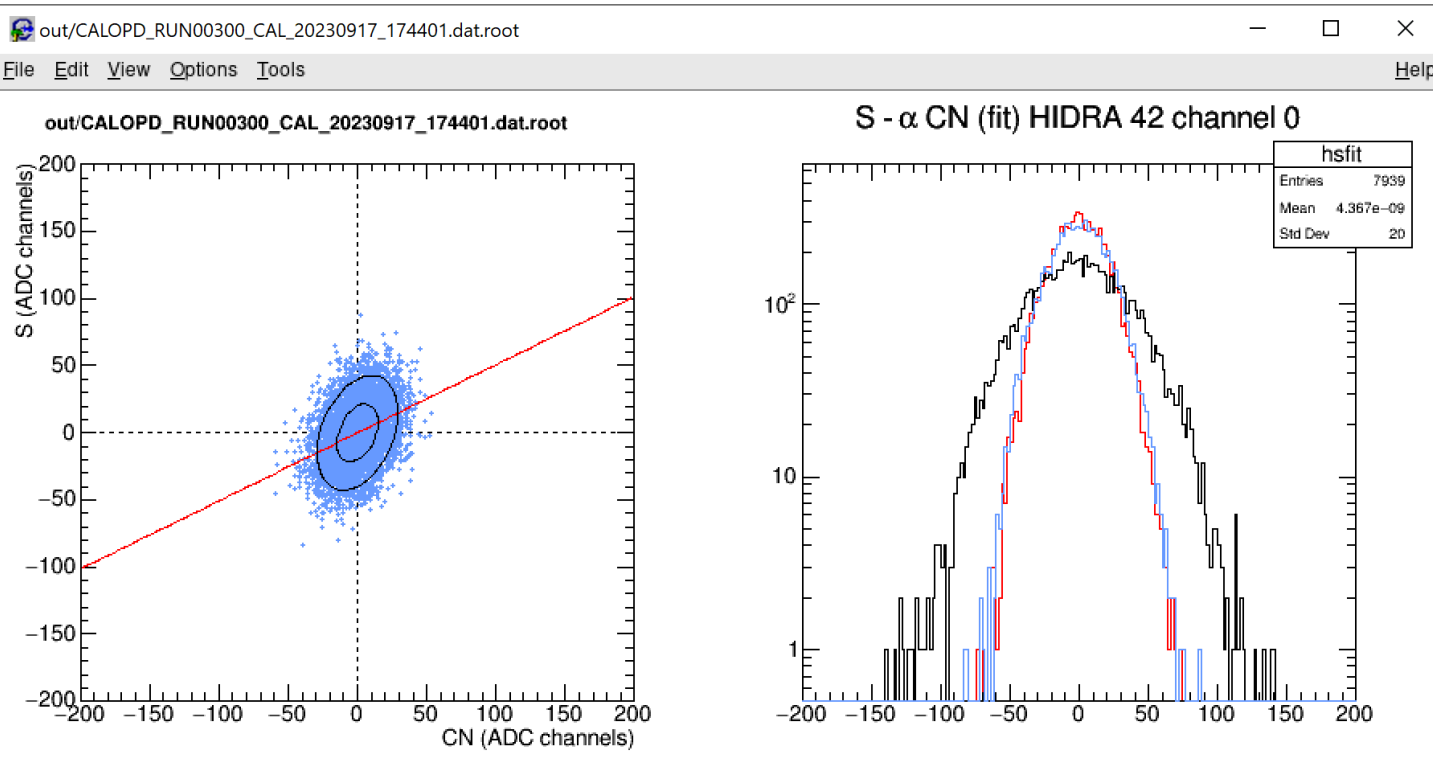 out/CALOPD_RUN00300_CAL_20230917_174401.dat.root
File Edit View Options Tools Help
out/CALOPD_RUN00300_CAL_20230917_174401.dat.root
S (ADC channels)
200
150
100
50
0
−50
−100
−150
−200
−200 −150 −100 −50 0 50 100 150 200
CN (ADC channels)
S - α CN (fit) HIDRA 42 channel 0
hsfit
Entries 7939
Mean 4.367e−09
Std Dev 20
10²
10
1
−200 −150 −100 −50 0 50 100 150 200